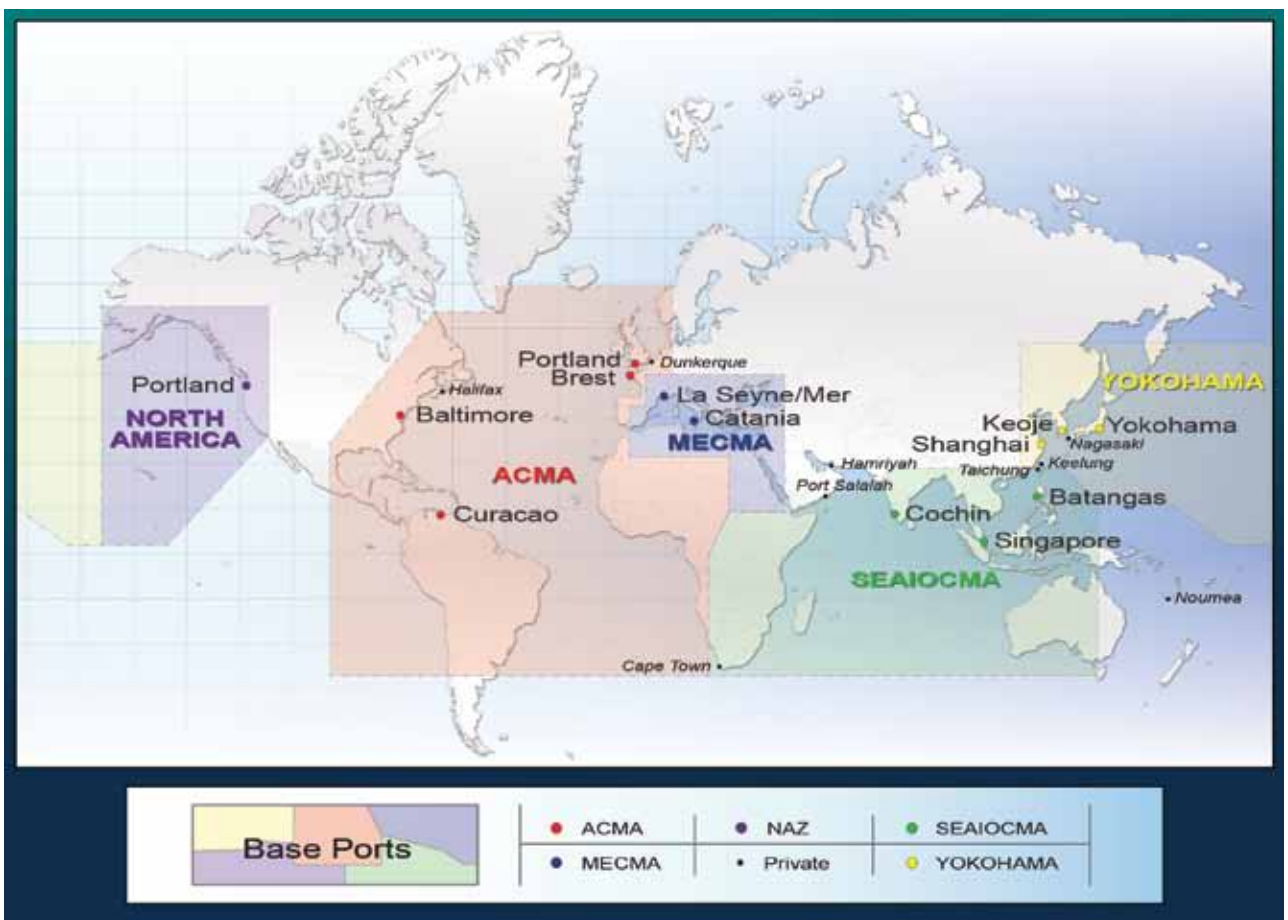 Portland
NORTH
AMERICA
Halifax
Baltimore
ACMA
Curacao
Portland
Dunkerque
Brest
La Seyne/Mer
Catania
MECMA
Hamriyah
Port Salalah
Cape Town
YOKOHAMA
Keoje
Yokohama
Shanghai
Nagasaki
Taichung
Keelung
Batangas
Cochin
Singapore
SEAIOCMA
Noumea
Base Ports
ACMA
NAZ
SEAIOCMA
MECMA
Private
YOKOHAMA